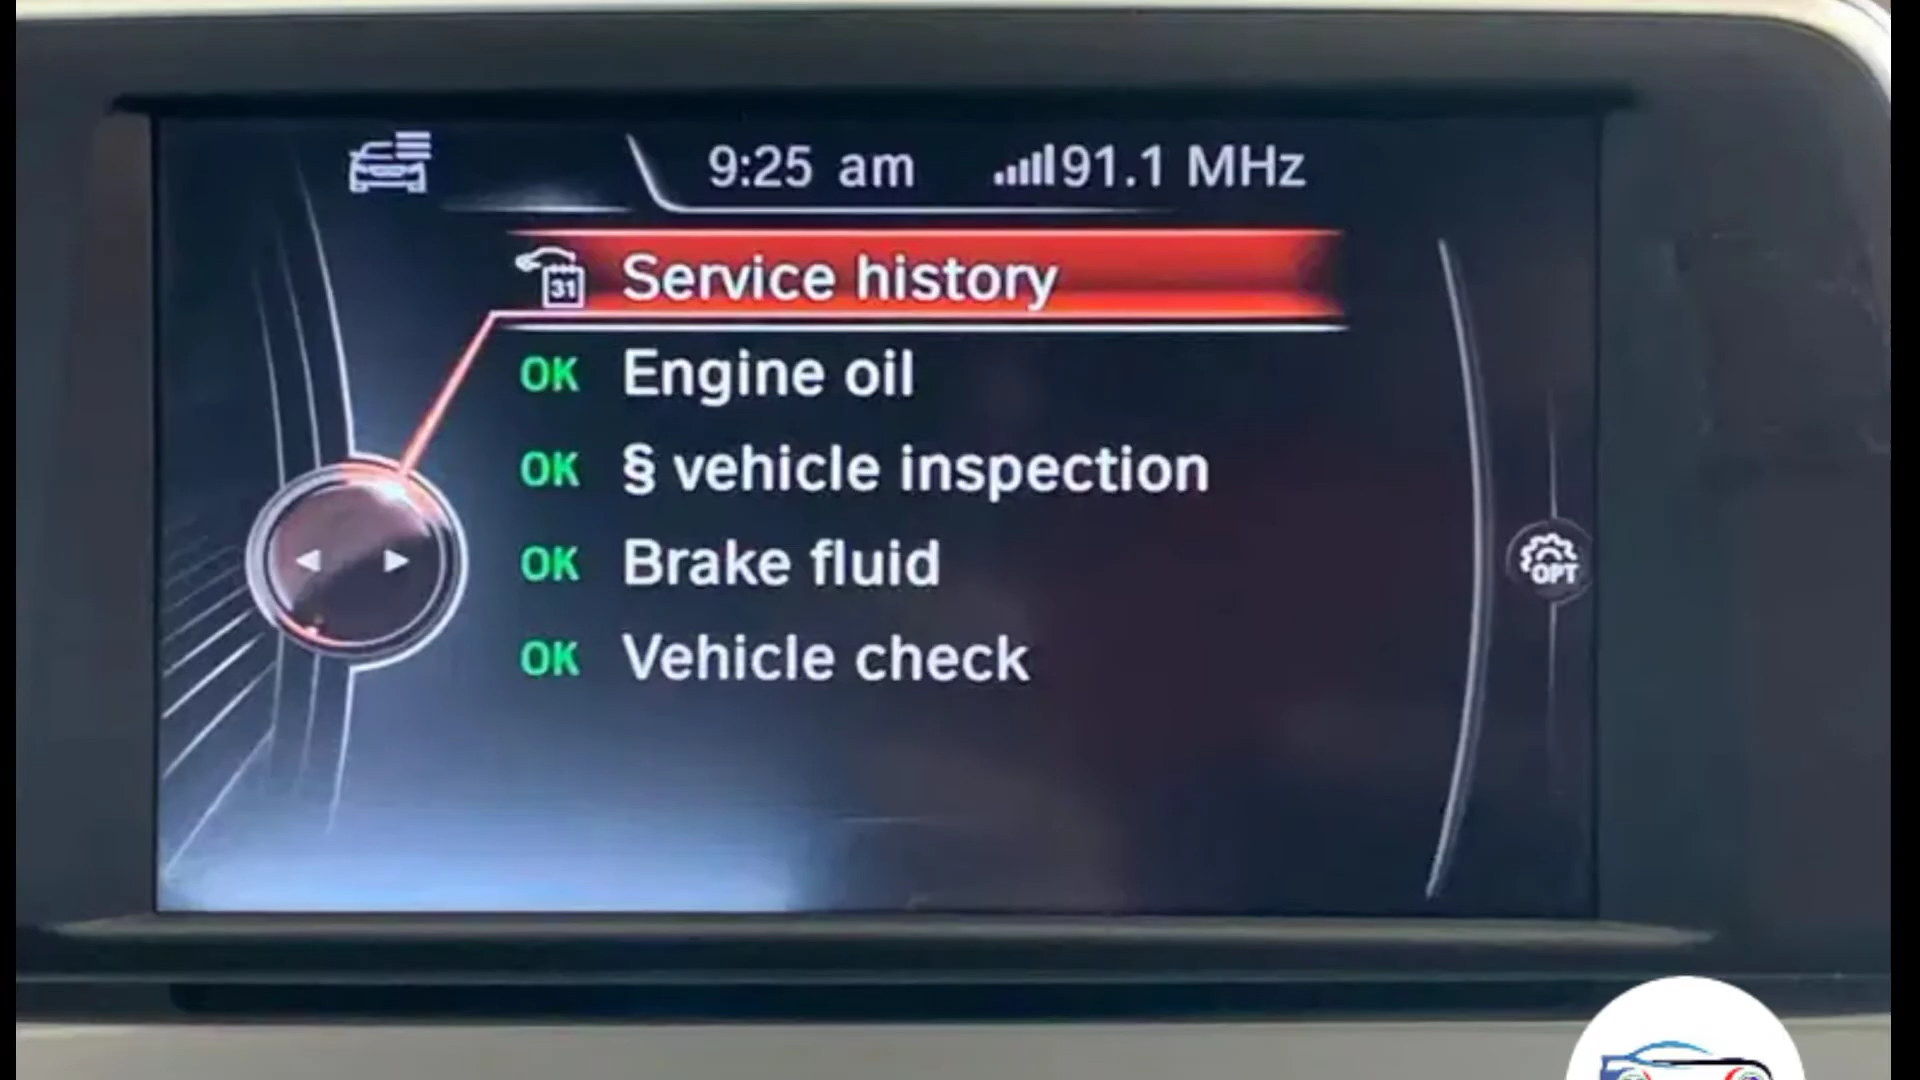 9:25 am 91.1 MHz
31 Service history
OK Engine oil
OK § vehicle inspection
OK Brake fluid
OK Vehicle check
OPT